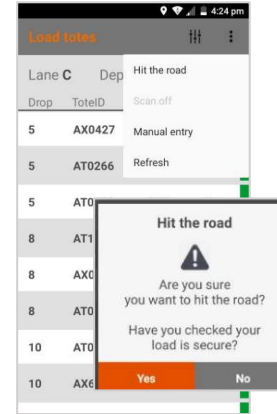 4:24 pm
Load totes
Lane C Dep
Hit the road
Drop ToteID
Scan off
5 AX0427
Manual entry
5 AT0266
Refresh
5 AT0
8 AT1
8 AX0
8 AT0
10 AT0
10 AX6
Hit the road
Are you sure
you want to hit the road?
Have you checked your
load is secure?
Yes No